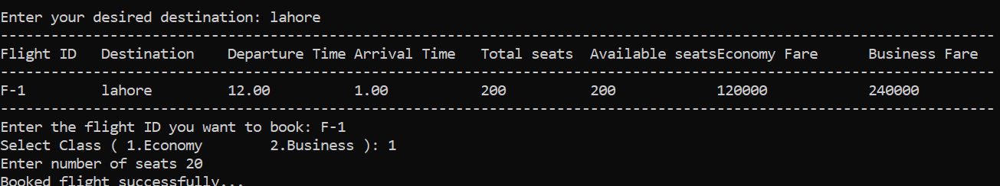 Enter your desired destination: lahore
--------------------------------------------------------------------------------------------------------------------
Flight ID   Destination    Departure Time Arrival Time   Total seats  Available seatsEconomy Fare      Business Fare
--------------------------------------------------------------------------------------------------------------------
F-1         lahore         12.00          1.00           200          200            120000            240000
--------------------------------------------------------------------------------------------------------------------
Enter the flight ID you want to book: F-1
Select Class ( 1.Economy        2.Business ): 1
Enter number of seats 20
Booked flight successfully...